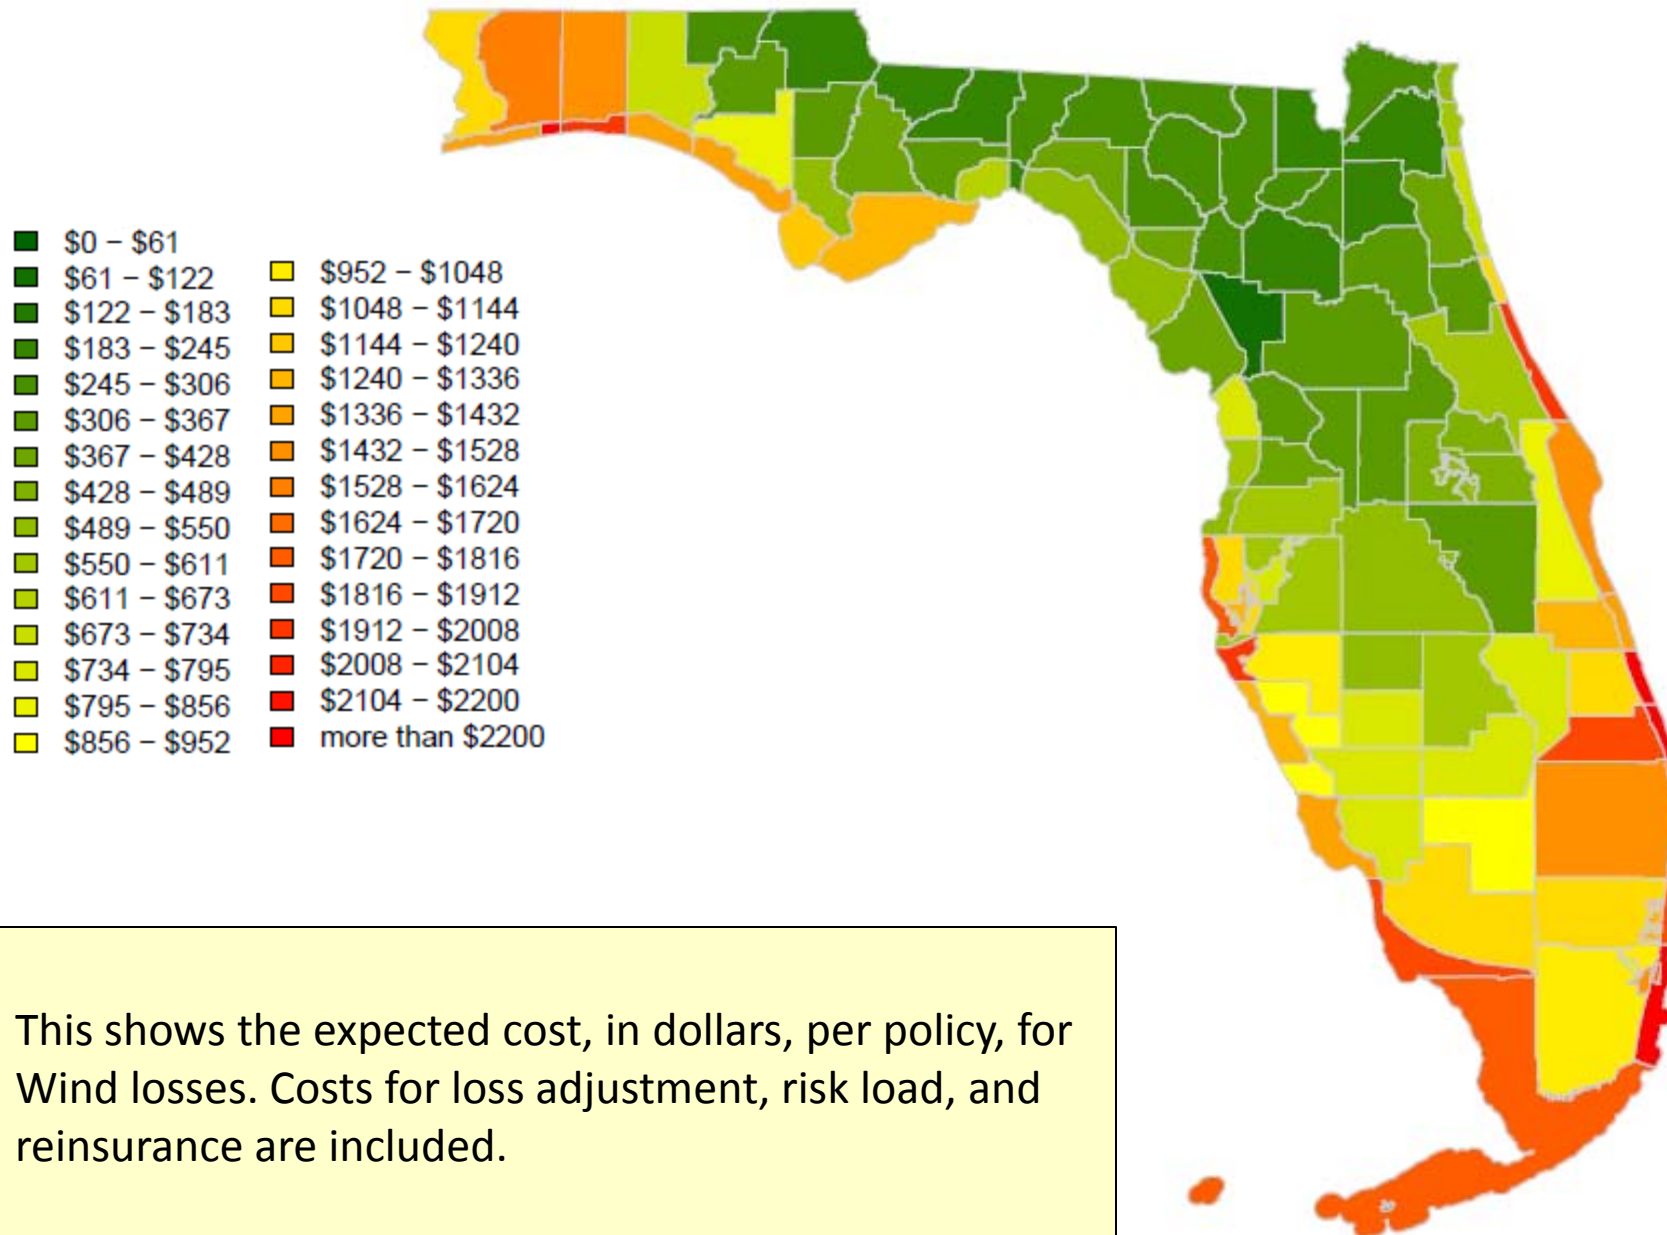 $0 − $61
$61 − $122
$122 − $183
$183 − $245
$245 − $306
$306 − $367
$367 − $428
$428 − $489
$489 − $550
$550 − $611
$611 − $673
$673 − $734
$734 − $795
$795 − $856
$856 − $952
$952 − $1048
$1048 − $1144
$1144 − $1240
$1240 − $1336
$1336 − $1432
$1432 − $1528
$1528 − $1624
$1624 − $1720
$1720 − $1816
$1816 − $1912
$1912 − $2008
$2008 − $2104
$2104 − $2200
more than $2200
This shows the expected cost, in dollars, per policy, for
Wind losses. Costs for loss adjustment, risk load, and
reinsurance are included.